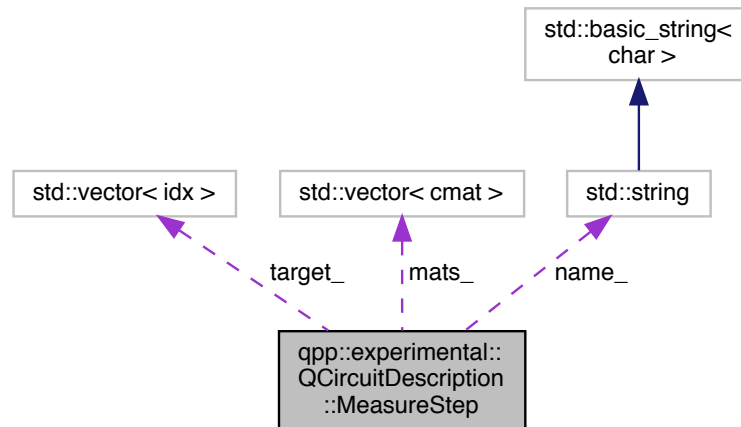 std::basic_string<
char >
std::vector< idx >
std::vector< cmat >
std::string
target_
mats_
name_
qpp::experimental::
QCircuitDescription
::MeasureStep